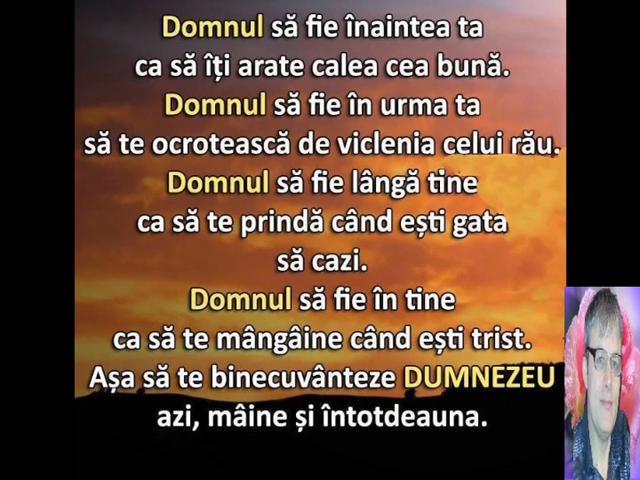 Domnul să fie înaintea ta
ca să îți arate calea cea bună.
Domnul să fie în urma ta
să te ocrotească de viclenia celui rău.
Domnul să fie lângă tine
ca să te prindă când ești gata
să cazi.
Domnul să fie în tine
ca să te mângâine când ești trist.
Așa să te binecuvânteze DUMNEZEU
azi, mâine și întotdeauna.